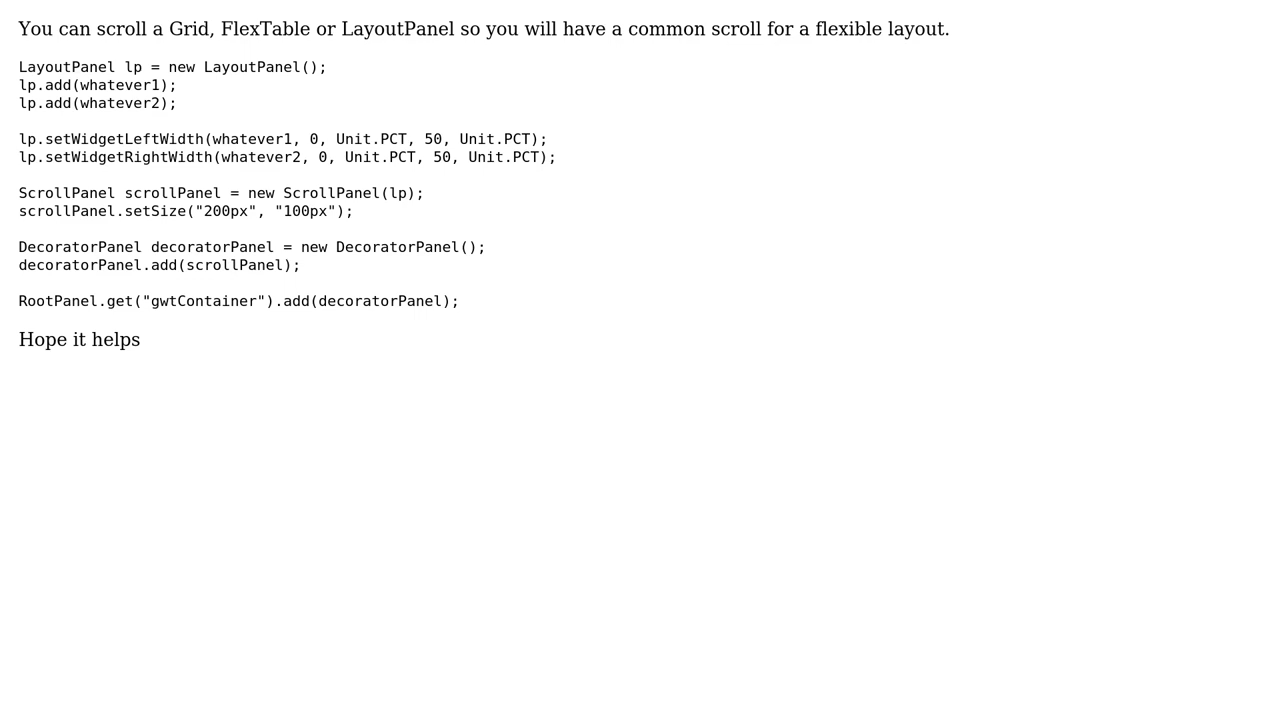 You can scroll a Grid, FlexTable or LayoutPanel so you will have a common scroll for a flexible layout.
LayoutPanel lp = new LayoutPanel();
lp.add(whatever1);
lp.add(whatever2);
lp.setWidgetLeftWidth(whatever1, 0, Unit.PCT, 50, Unit.PCT);
lp.setWidgetRightWidth(whatever2, 0, Unit.PCT, 50, Unit.PCT);
ScrollPanel scrollPanel = new ScrollPanel(lp);
scrollPanel.setSize("200px", "100px");
DecoratorPanel decoratorPanel = new DecoratorPanel();
decoratorPanel.add(scrollPanel);
RootPanel.get("gwtContainer").add(decoratorPanel);
Hope it helps